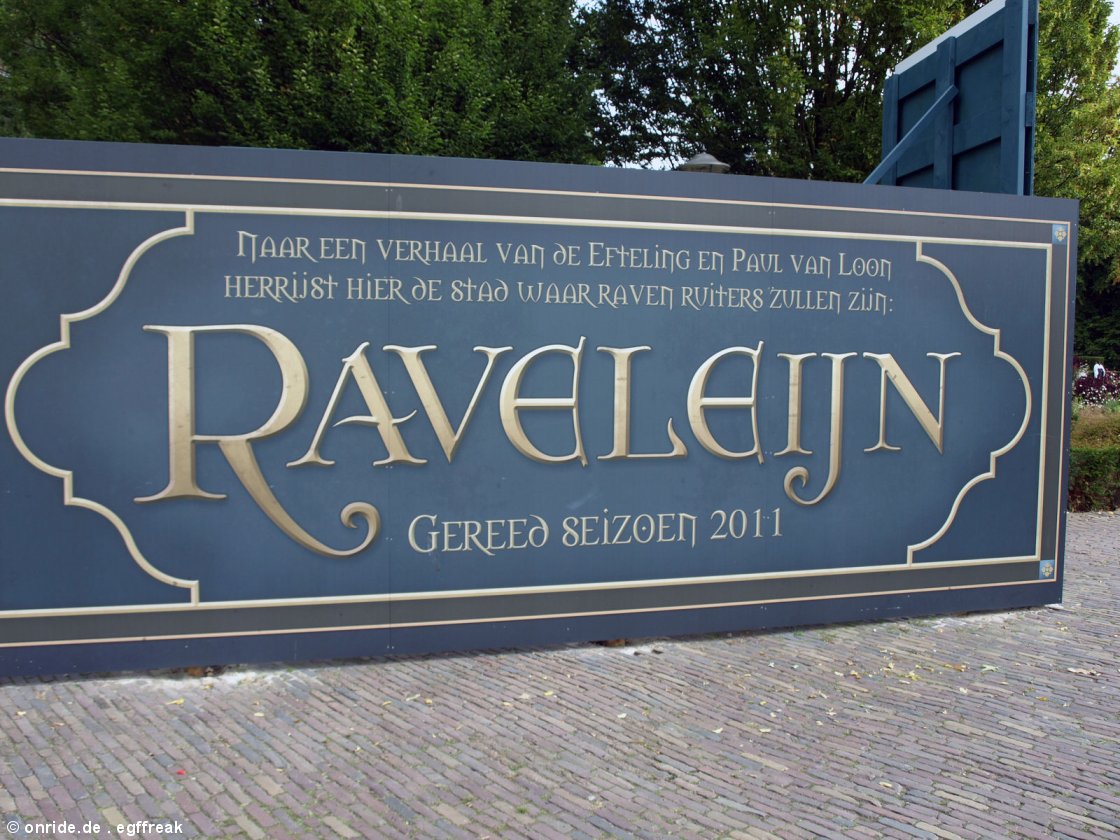 Naar een verhaal van de Efteling en Paul van Loon
herrijst hier de stad waar raven ruiters zullen zijn:
Raveleijn
Gereed seizoen 2011
© onride.de . egffreak